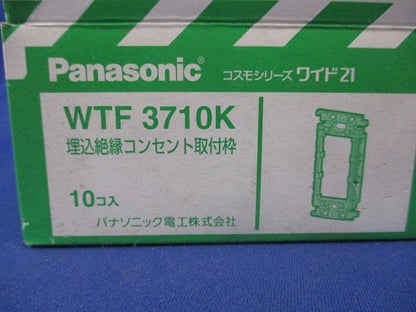 Panasonic® コスモシリーズ ワイド21
WTF 3710K
埋込絶縁コンセント取付枠
10コ入
パナソニック電工株式会社